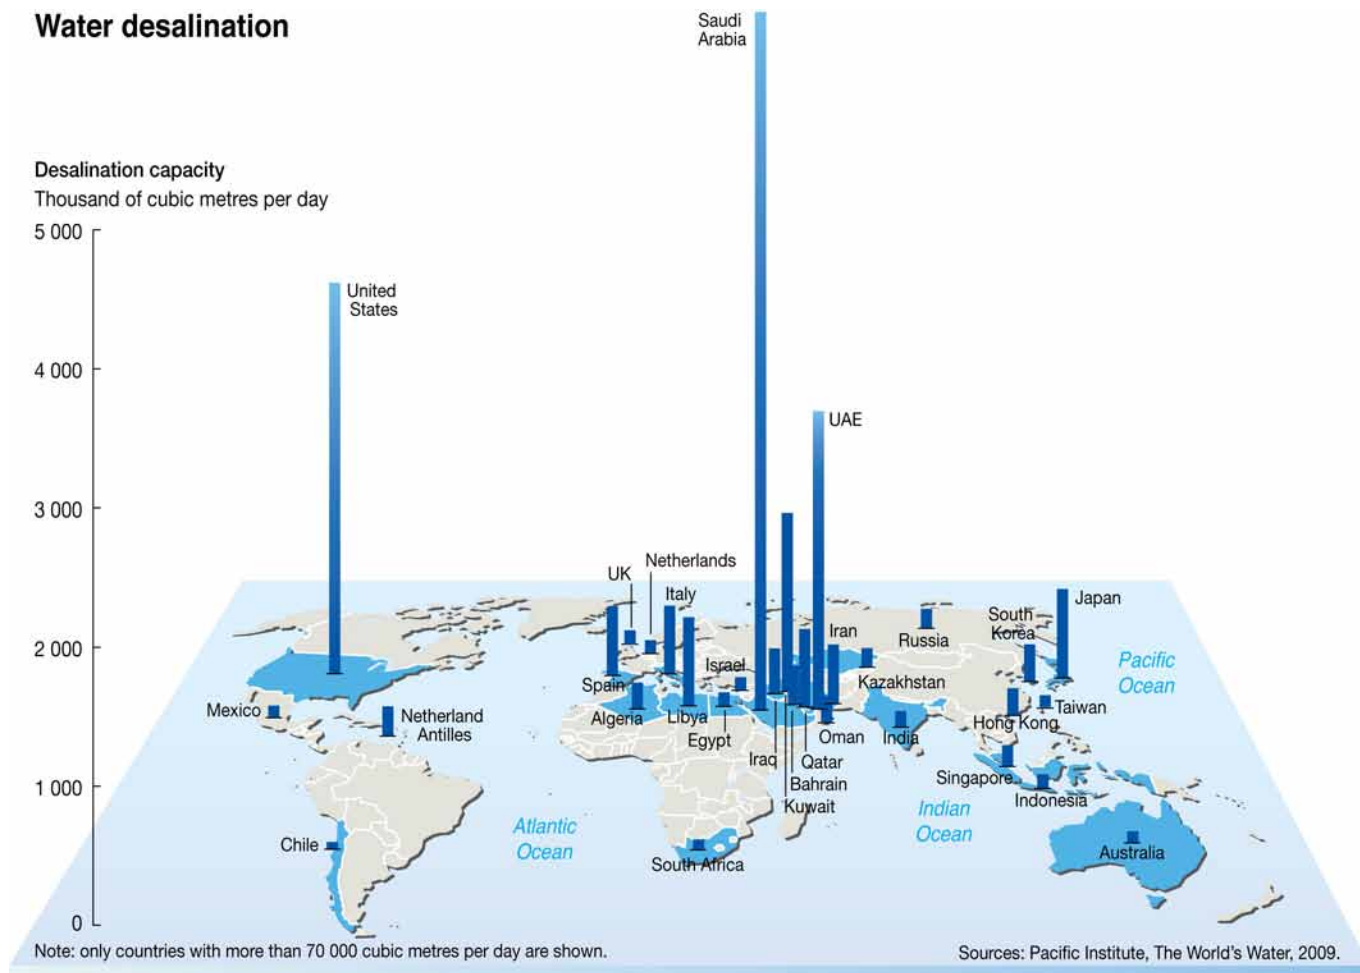 Water desalination
Saudi
Arabia
Desalination capacity
Thousand of cubic metres per day
5 000
United
States
4 000
UAE
3 000
Netherlands
UK
Italy
Japan
South
Korea
Iran
Russia
2 000
Israel
Pacific
Ocean
Spain
Kazakhstan
Mexico
Netherland
Antilles
Algeria
Libya
Egypt
Taiwan
Hong Kong
Oman
India
Iraq
Qatar
Bahrain
Kuwait
Singapore
Indonesia
1 000
Indian
Ocean
Atlantic
Ocean
Chile
South Africa
Australia
0
Note: only countries with more than 70 000 cubic metres per day are shown.
Sources: Pacific Institute, The World's Water, 2009.